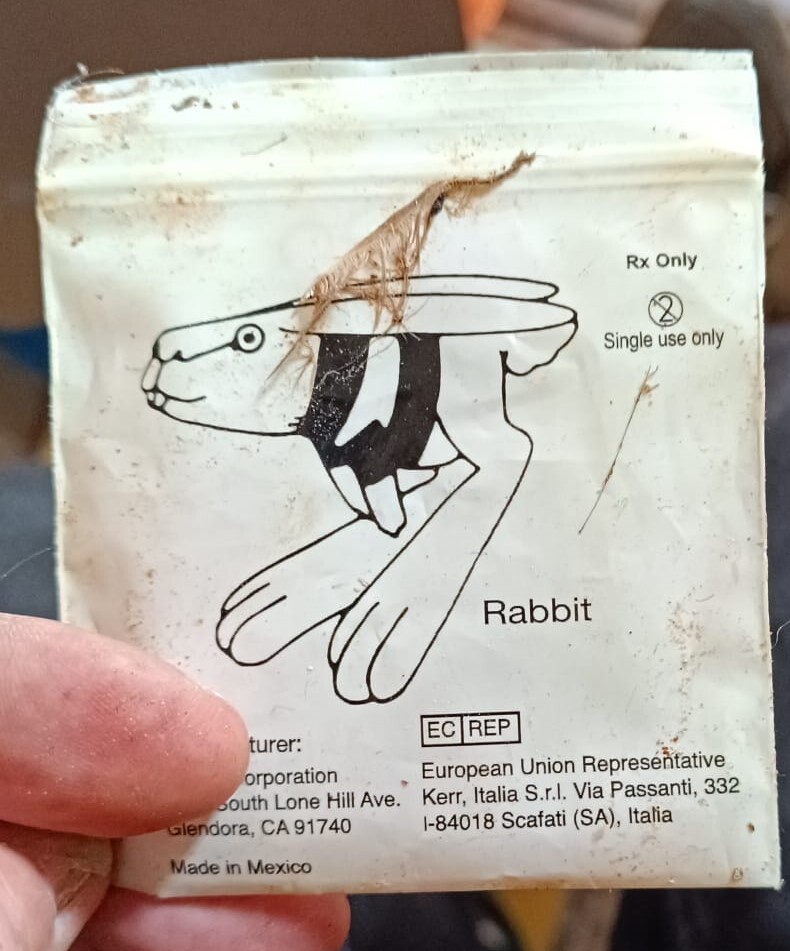 Rx Only
2
Single use only
Rabbit
turer:
orporation
South Lone Hill Ave.
Glendora, CA 91740
Made in Mexico
EC REP
European Union Representative
Kerr, Italia S.r.l. Via Passanti, 332
I-84018 Scafati (SA), Italia